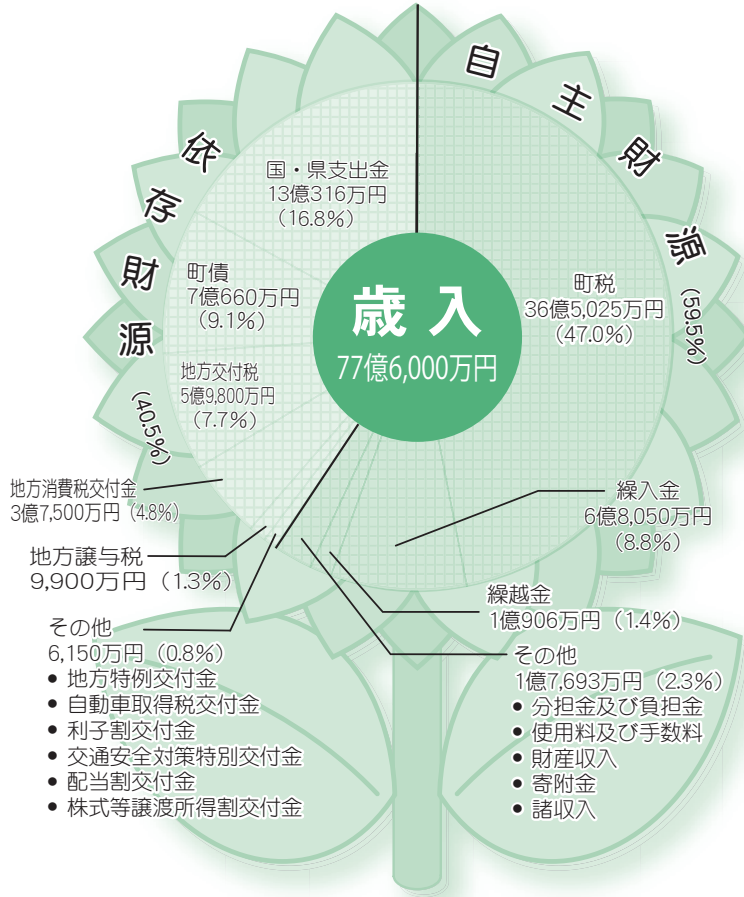 歳入
77億6,000万円
自主財源
(59.5%)
町税
36億5,025万円
(47.0%)
繰入金
6億8,050万円
(8.8%)
繰越金
1億906万円（1.4%）
その他
1億7,693万円（2.3%）
• 分担金及び負担金
• 使用料及び手数料
• 財産収入
• 寄附金
• 諸収入
依存財源
(40.5%)
国・県支出金
13億316万円
（16.8%）
町債
7億660万円
（9.1%）
地方交付税
5億9,800万円
（7.7%）
地方消費税交付金
3億7,500万円（4.8%）
地方譲与税
9,900万円（1.3%）
その他
6,150万円（0.8%）
• 地方特例交付金
• 自動車取得税交付金
• 利子割交付金
• 交通安全対策特別交付金
• 配当割交付金
• 株式等譲渡所得割交付金